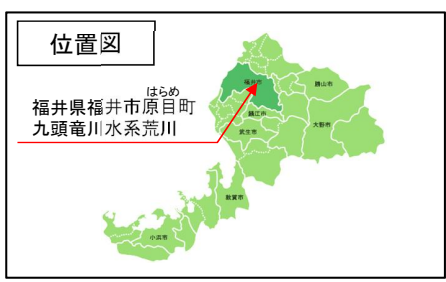 位置図
はらめ
福井県福井市原目町
九頭竜川水系荒川
福井市
勝山市
鯖江市
大野市
武生市
敦賀市
小浜市